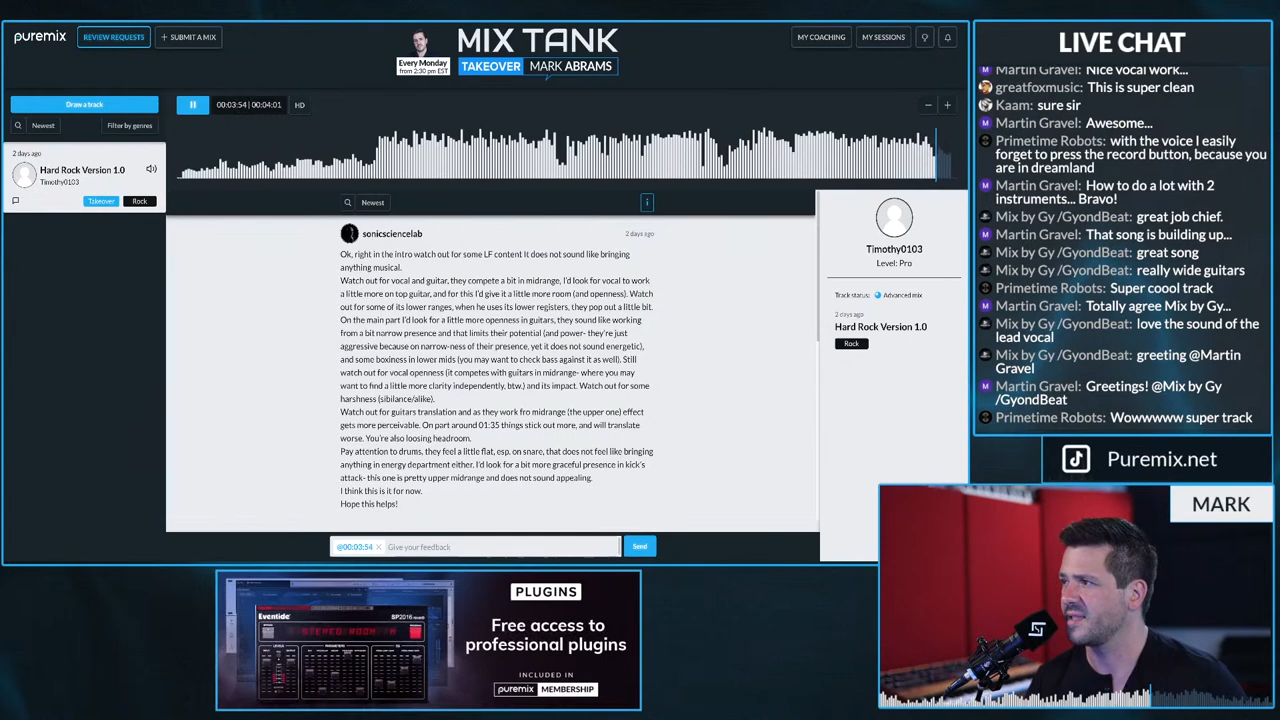 puremix
REVIEW REQUESTS
+ SUBMIT A MIX
Every Monday
from 2:30 pm EST
MIX TANK
TAKEOVER MARK ABRAMS
MY COACHING
MY SESSIONS
LIVE CHAT
Draw a track
Newest
Filter by genres
2 days ago
Hard Rock Version 1.0
Timothy0103
Takeover
Rock
00:03:54 | 00:04:01
HD
Newest
i
sonicsciencelab
2 days ago
Ok, right in the intro watch out for some LF content It does not sound like bringing
anything musical.
Watch out for vocal and guitar, they compete a bit in midrange, I'd look for vocal to work
a little more on top guitar, and for this I'd give it a little more room (and openness). Watch
out for some of its lower ranges, when he uses its lower registers, they pop out a little bit.
On the main part I'd look for a little more openness in guitars, they sound like working
from a bit narrow presence and that limits their potential (and power- they're just
aggressive because on narrow-ness of their presence, yet it does not sound energetic),
and some boxiness in lower mids (you may want to check bass against it as well). Still
watch out for vocal openness (it competes with guitars in midrange- where you may
want to find a little more clarity independently, btw.) and its impact. Watch out for some
harshness (sibilance/alike).
Watch out for guitars translation and as they work fro midrange (the upper one) effect
gets more perceivable. On part around 01:35 things stick out more, and will translate
worse. You're also loosing headroom.
Pay attention to drums, they feel a little flat, esp. on snare, that does not feel like bringing
anything in energy department either. I'd look for a bit more graceful presence in kick's
attack- this one is pretty upper midrange and does not sound appealing.
I think this is it for now.
Hope this helps!
@00:03:54 ×
Give your feedback
Send
Timothy0103
Level: Pro
Track status: Advanced mix
2 days ago
Hard Rock Version 1.0
Rock
Martin Gravel: Nice vocal work...
greatfoxmusic: This is super clean
Kaam: sure sir
Martin Gravel: Awesome...
Primetime Robots: with the voice I easily
forget to press the record button, because you
are in dreamland
Martin Gravel: How to do a lot with 2
instruments... Bravo!
Mix by Gy /GyondBeat: great job chief.
Martin Gravel: That song is building up...
Mix by Gy /GyondBeat: great song
Mix by Gy /GyondBeat: really wide guitars
Primetime Robots: Super coool track
Martin Gravel: Totally agree Mix by Gy...
Mix by Gy /GyondBeat: love the sound of the
lead vocal
Mix by Gy /GyondBeat: greeting @Martin
Gravel
Martin Gravel: Greetings! @Mix by Gy
/GyondBeat
Primetime Robots: Wowwwww super track
Puremix.net
MARK
Eventide
SP2016 reverb
STEREO ROOM M
PLUGINS
Free access to
professional plugins
INCLUDED IN
puremix MEMBERSHIP